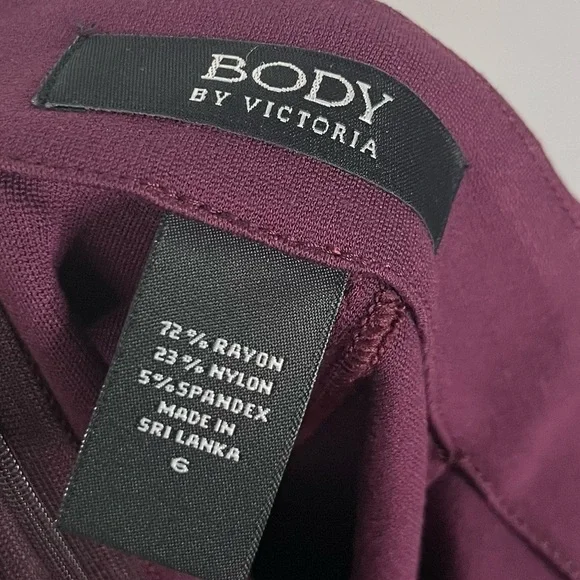 BODY
BY VICTORIA
72% RAYON
23% NYLON
5% SPANDEX
MADE IN
SRI LANKA
6